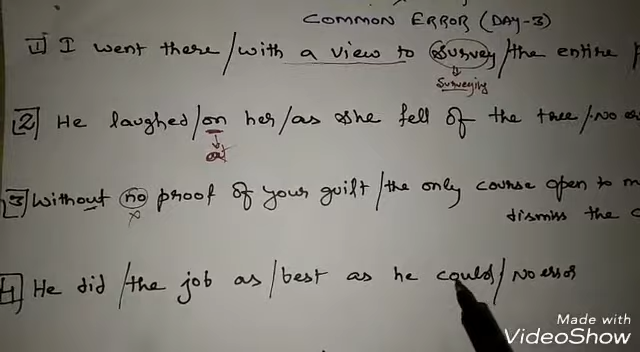 COMMON ERROR (DAY-3)
1 I went there / with a view to survey / the entire
surveying
2 He laughed / on her / as she fell of the tree / No
at
3 Without no proof of your guilt / the only course open to
x
dismiss the
4 He did / the job as / best as he could / No error
Made with
VideoShow